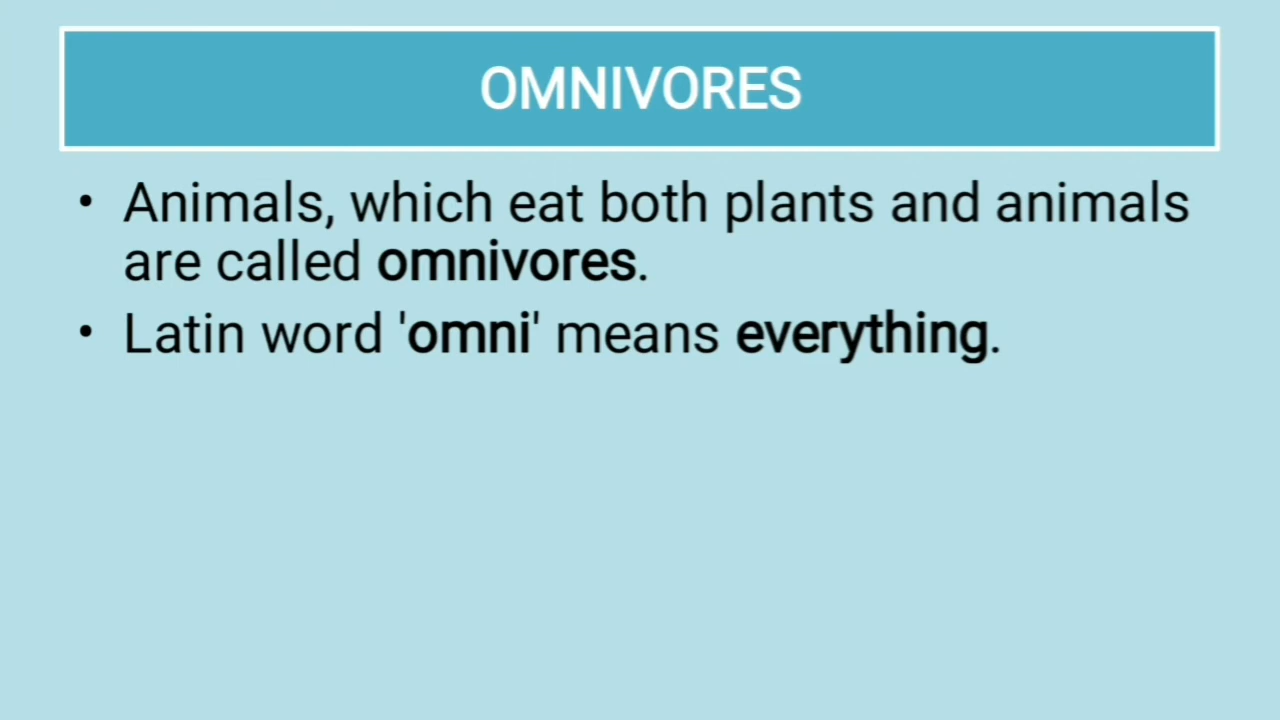 OMNIVORES
• Animals, which eat both plants and animals
are called omnivores.
• Latin word 'omni' means everything.